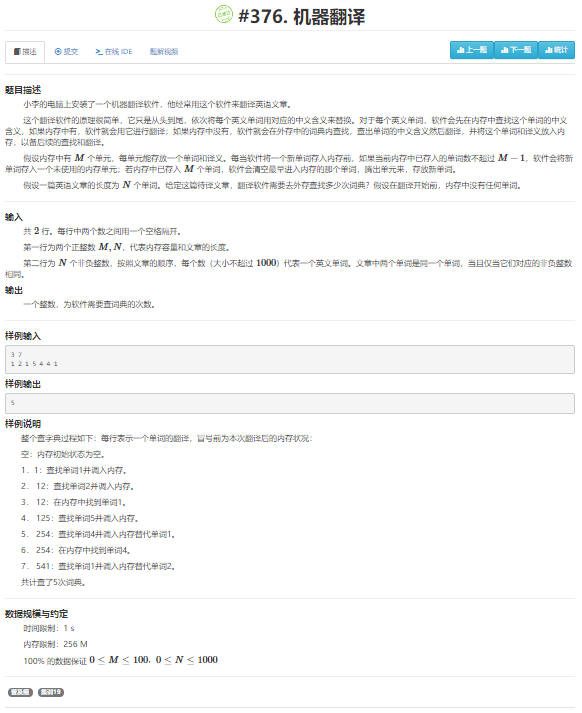 #376. 机器翻译
描述 提交 在线 IDE 题解视频 上一题 下一题 统计
题目描述
小李的电脑上安装了一个机器翻译软件，他经常用这个软件来翻译英语文章。
这个翻译软件的原理很简单，它只是从头到尾，依次将每个英文单词用对应的中文含义来替换。对于每个英文单词，软件会先在内存中查找这个单词的中文
含义，如果内存中有，软件就会用它进行翻译；如果内存中没有，软件就会在外存中的词典内查找，查出单词的中文含义然后翻译，并将这个单词和译义放入内
存，以备后续的查找和翻译。
假设内存中有 M 个单元，每单元能存放一个单词和译义。每当软件将一个新单词存入内存前，如果当前内存中已存入的单词数不超过 M − 1，软件会将新
单词存入一个未使用的内存单元；若内存中已存入 M 个单词，软件会清空最早进入内存的那个单词，腾出单元来，存放新单词。
假设一篇英语文章的长度为 N 个单词。给定这篇待译文章，翻译软件需要去外存查找多少次词典？假设在翻译开始前，内存中没有任何单词。
输入
共 2 行。每行中两个数之间用一个空格隔开。
第一行为两个正整数 M, N，代表内存容量和文章的长度。
第二行为 N 个非负整数，按照文章的顺序，每个数（大小不超过 1000）代表一个英文单词。文章中两个单词是同一个单词，当且仅当它们对应的非负整数
相同。
输出
一个整数，为软件需要查词典的次数。
样例输入
3 7
1 2 1 5 4 4 1
样例输出
5
样例说明
整个查字典过程如下：每行表示一个单词的翻译，冒号前为本次翻译后的内存状况：
空：内存初始状态为空。
1．1：查找单词1并调入内存。
2．12：查找单词2并调入内存。
3．12：在内存中找到单词1。
4．125：查找单词5并调入内存。
5．254：查找单词4并调入内存替代单词1。
6．254：在内存中找到单词4。
7．541：查找单词1并调入内存替代单词2。
共计查了5次词典。
数据规模与约定
时间限制：1 s
内存限制：256 M
100% 的数据保证 0 ≤ M ≤ 100，0 ≤ N ≤ 1000
普及组